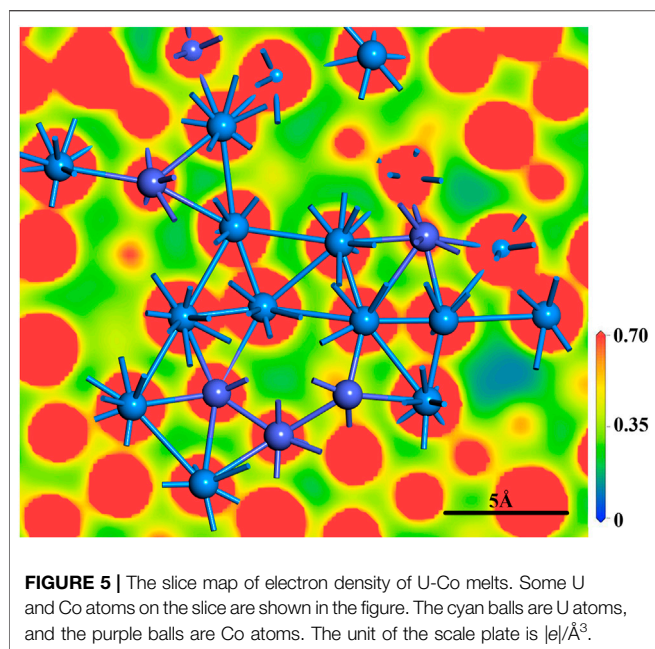 0.70
0.35
5Å
0
FIGURE 5 | The slice map of electron density of U-Co melts. Some U
and Co atoms on the slice are shown in the figure. The cyan balls are U atoms,
and the purple balls are Co atoms. The unit of the scale plate is |e|/Å³.